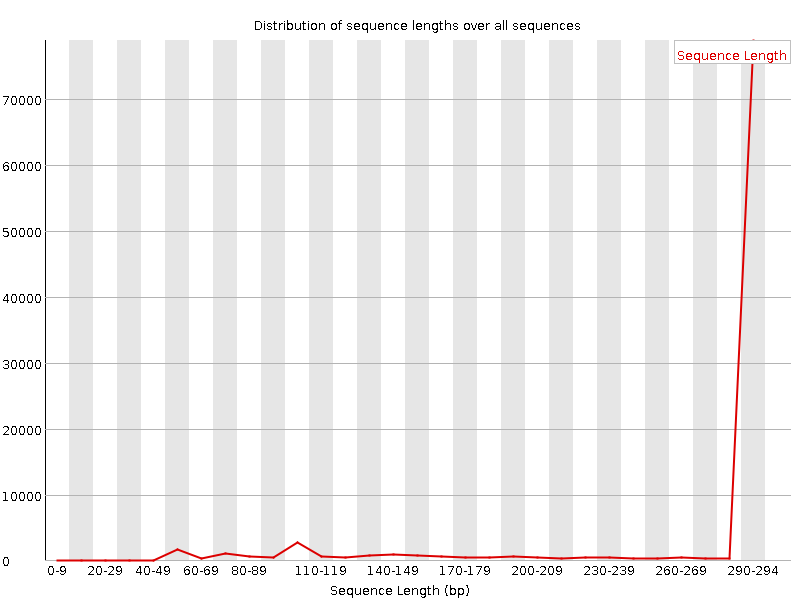 Distribution of sequence lengths over all sequences
Sequence Length
70000
60000
50000
40000
30000
20000
10000
0
0-9 20-29 40-49 60-69 80-89 110-119 140-149 170-179 200-209 230-239 260-269 290-294
Sequence Length (bp)